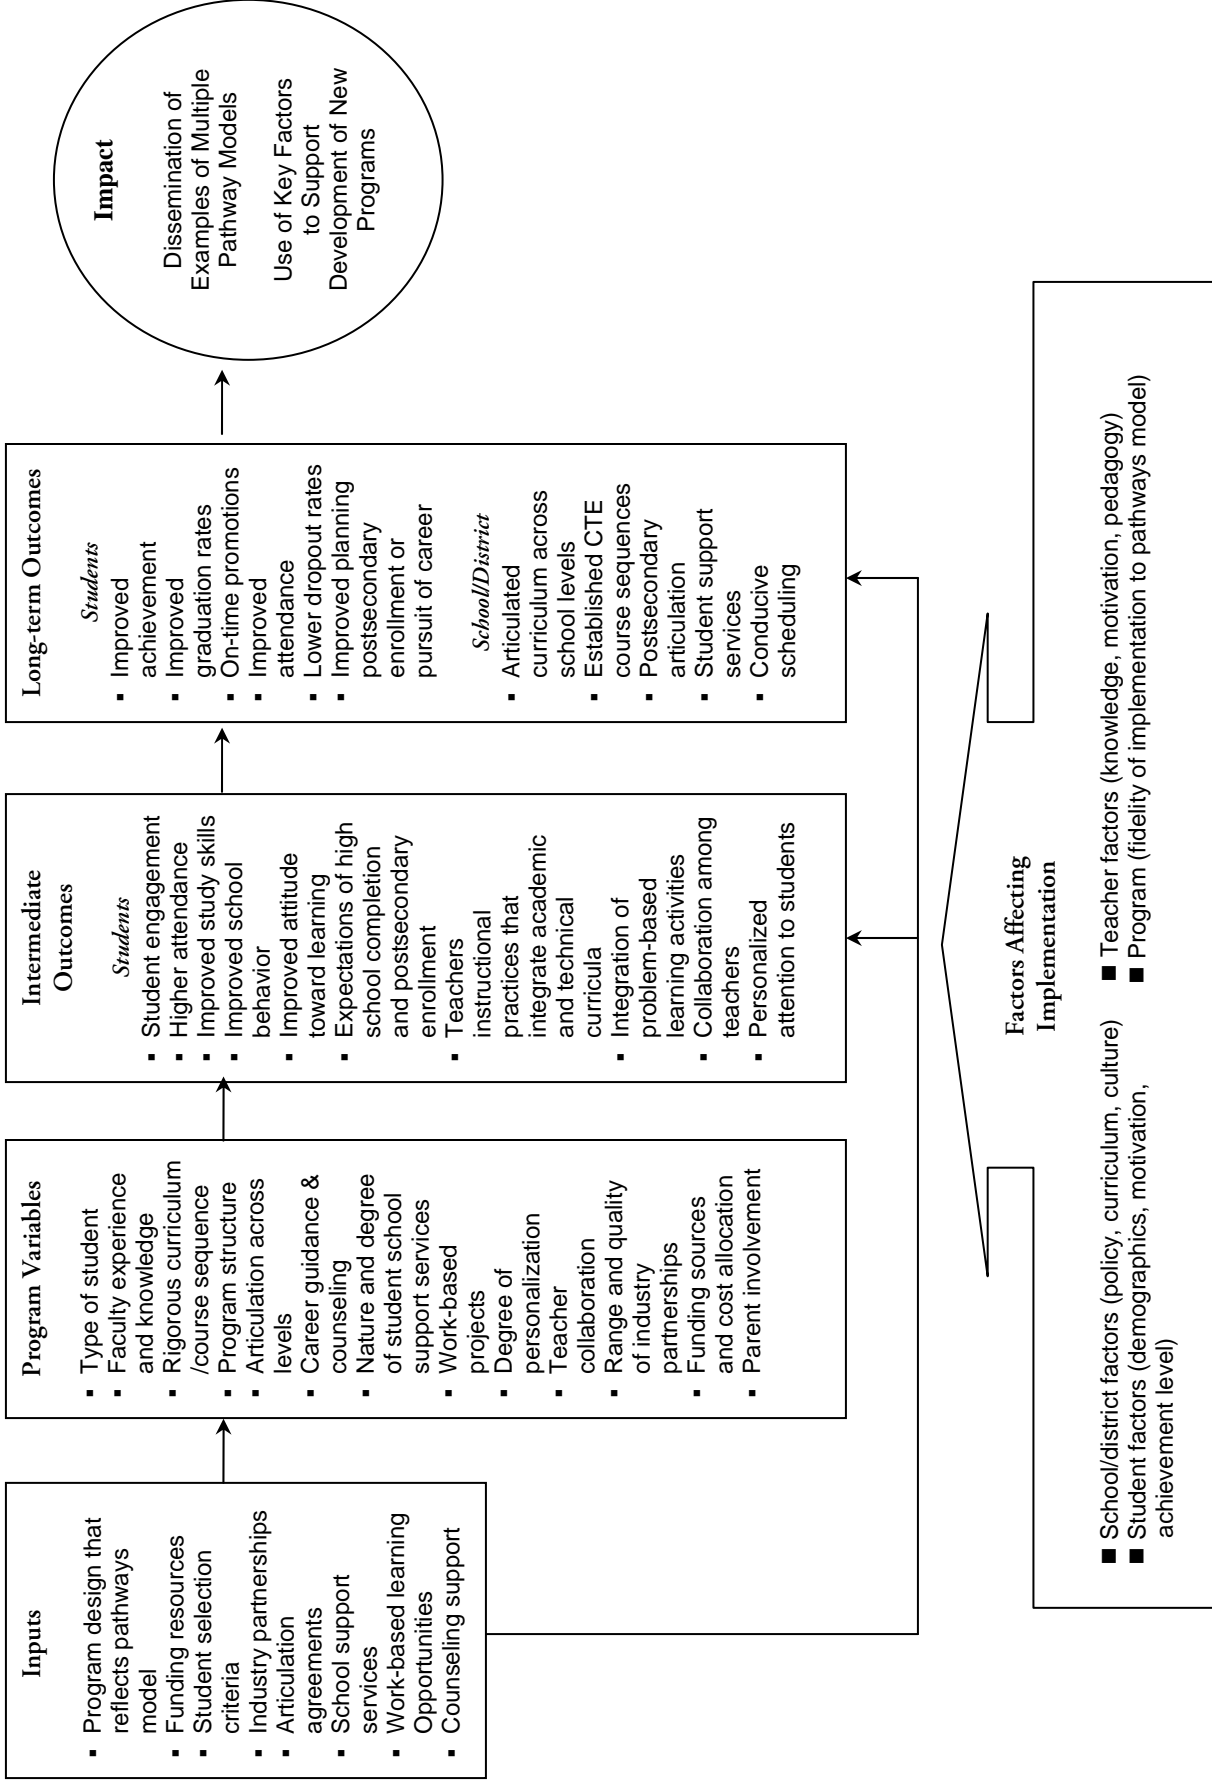 Inputs
▪ Program design that
reflects pathways
model
▪ Funding resources
▪ Student selection
criteria
▪ Industry partnerships
▪ Articulation
agreements
▪ School support
services
▪ Work-based learning
Opportunities
▪ Counseling support
Program Variables
▪ Type of student
▪ Faculty experience
and knowledge
▪ Rigorous curriculum
/course sequence
▪ Program structure
▪ Articulation across
levels
▪ Career guidance &
counseling
▪ Nature and degree
of student school
support services
▪ Work-based
projects
▪ Degree of
personalization
▪ Teacher
collaboration
▪ Range and quality
of industry
partnerships
▪ Funding sources
and cost allocation
▪ Parent involvement
Intermediate
Outcomes
Students
▪ Student engagement
▪ Higher attendance
▪ Improved study skills
▪ Improved school
behavior
▪ Improved attitude
toward learning
▪ Expectations of high
school completion
and postsecondary
enrollment
▪ Teachers
instructional
practices that
integrate academic
and technical
curricula
▪ Integration of
problem-based
learning activities
▪ Collaboration among
teachers
▪ Personalized
attention to students
Long-term Outcomes
Students
▪ Improved
achievement
▪ Improved
graduation rates
▪ On-time promotions
▪ Improved
attendance
▪ Lower dropout rates
▪ Improved planning
postsecondary
enrollment or
pursuit of career
School/District
▪ Articulated
curriculum across
school levels
▪ Established CTE
course sequences
▪ Postsecondary
articulation
▪ Student support
services
▪ Conducive
scheduling
Impact
Dissemination of
Examples of Multiple
Pathway Models
Use of Key Factors
to Support
Development of New
Programs
Factors Affecting
Implementation
■ School/district factors (policy, curriculum, culture)
■ Student factors (demographics, motivation,
achievement level)
■ Teacher factors (knowledge, motivation, pedagogy)
■ Program (fidelity of implementation to pathways model)